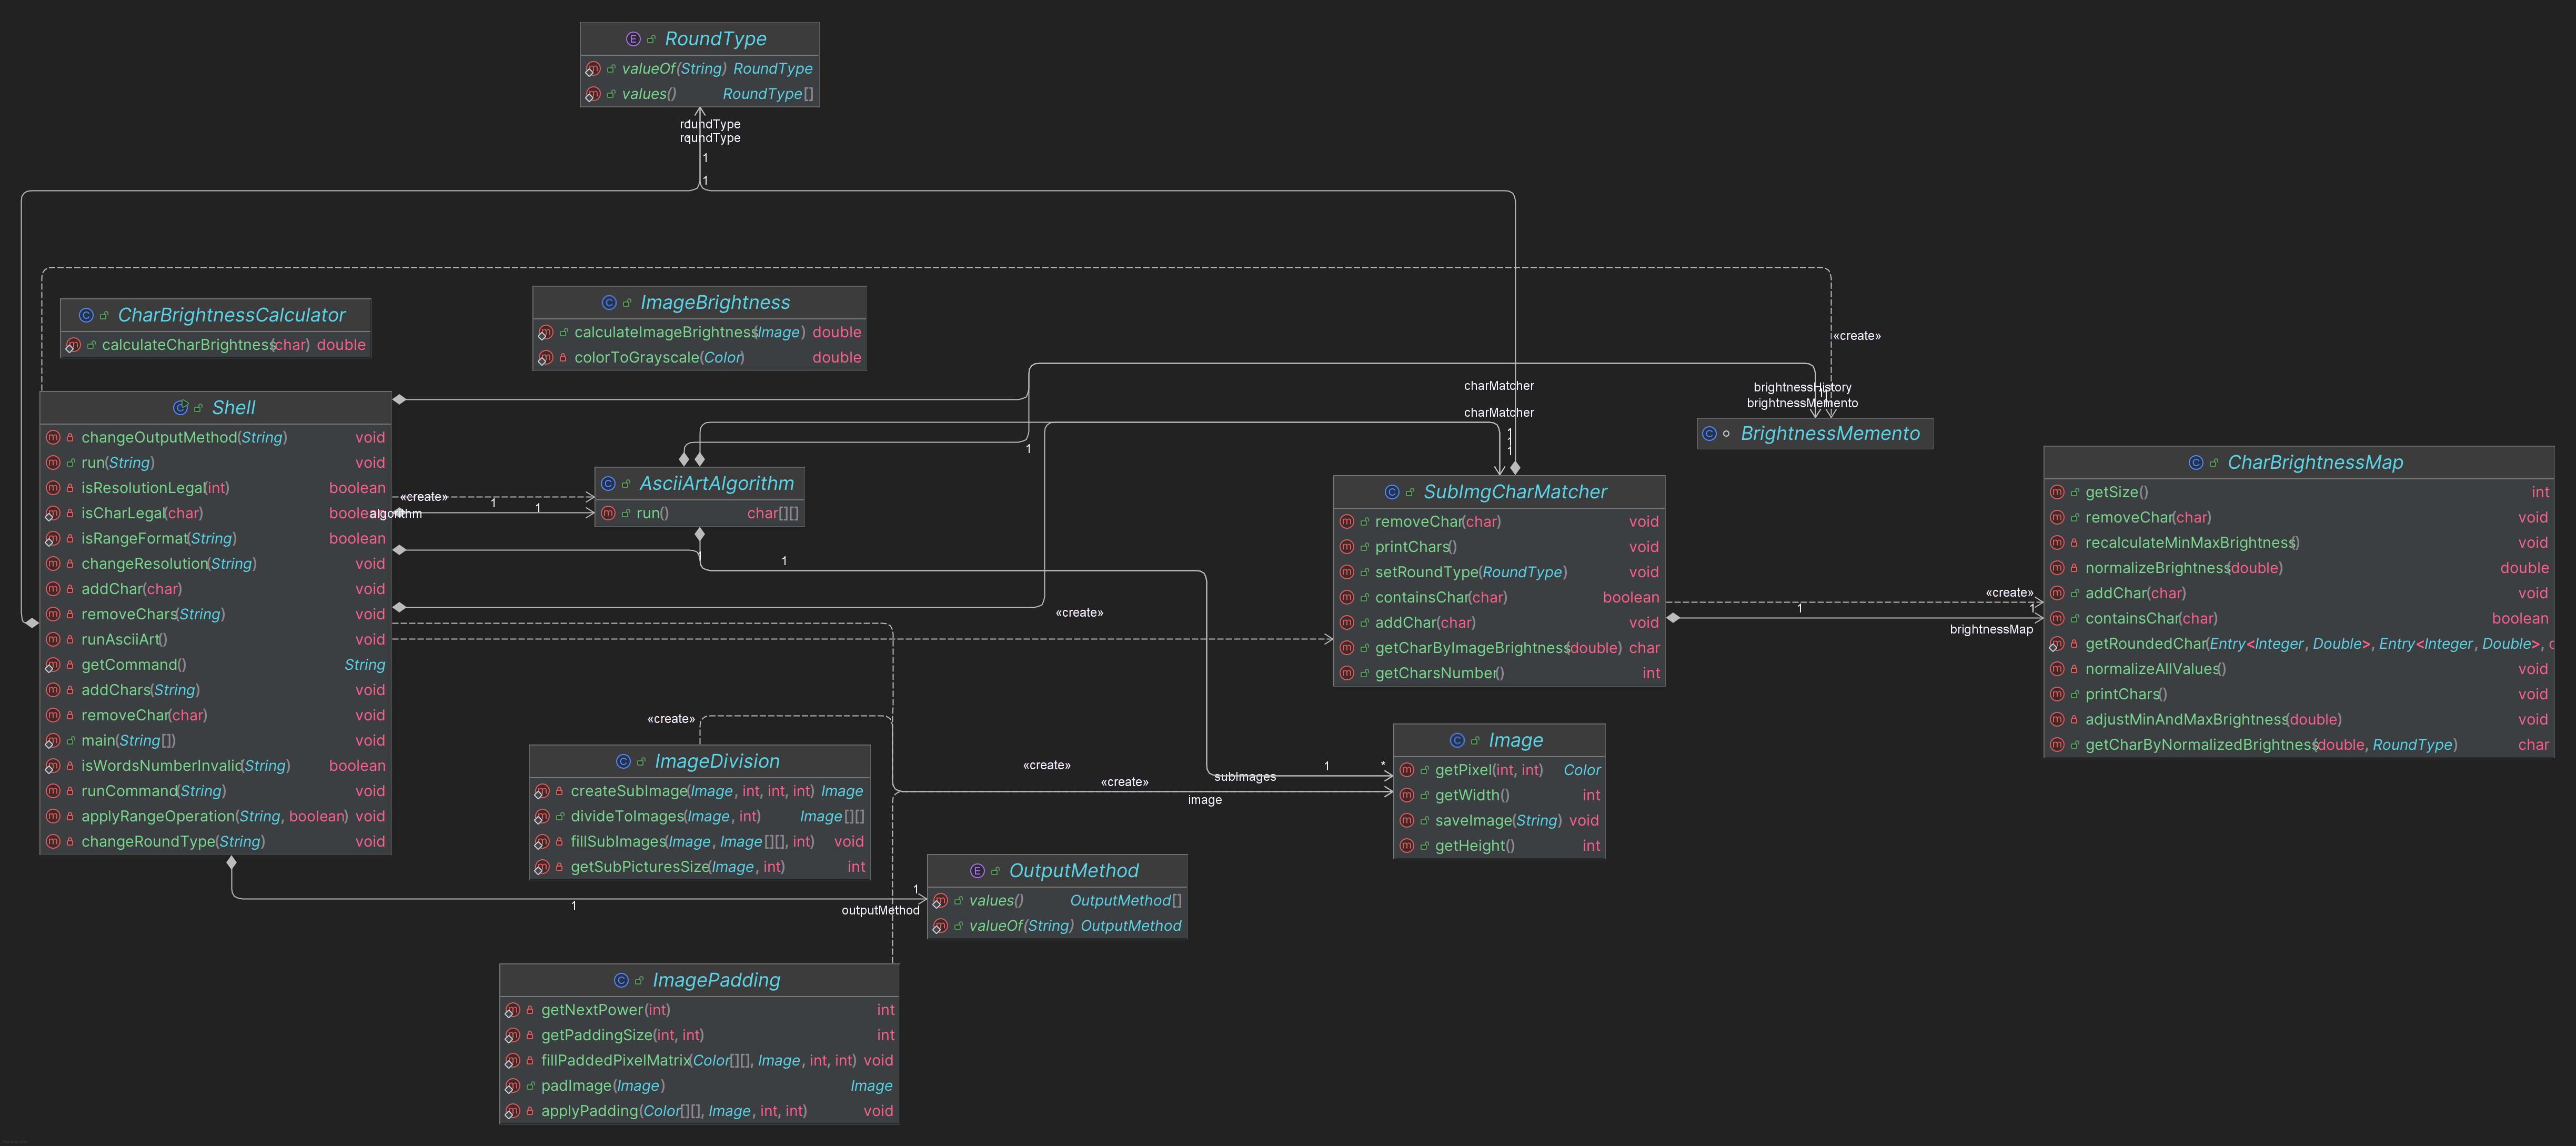 RoundType
valueOf(String) RoundType
values() RoundType[]
roundType
roundType
1
1
CharBrightnessCalculator
calculateCharBrightness(char) double
ImageBrightness
calculateImageBrightness(Image) double
colorToGrayscale(Color) double
«create»
brightnessHistory
brightnessMemento
BrightnessMemento
charMatcher
charMatcher
1
1
1
1
Shell
changeOutputMethod(String) void
run(String) void
isResolutionLegal(int) boolean
isCharLegal(char) boolean
isRangeFormat(String) boolean
changeResolution(String) void
addChar(char) void
removeChars(String) void
runAsciiArt() void
getCommand() String
addChars(String) void
removeChar(char) void
main(String[]) void
isWordsNumberInvalid(String) boolean
runCommand(String) void
applyRangeOperation(String, boolean) void
changeRoundType(String) void
«create»
1
1
algorithm
AsciiArtAlgorithm
run() char[][]
1
«create»
SubImgCharMatcher
removeChar(char) void
printChars() void
setRoundType(RoundType) void
containsChar(char) boolean
addChar(char) void
getCharByImageBrightness(double) char
getCharsNumber() int
«create»
1
1
brightnessMap
CharBrightnessMap
getSize() int
removeChar(char) void
recalculateMinMaxBrightness() void
normalizeBrightness(double) double
addChar(char) void
containsChar(char) boolean
getRoundedChar(Entry<Integer, Double>, Entry<Integer, Double>,
normalizeAllValues() void
printChars() void
adjustMinAndMaxBrightness(double) void
getCharByNormalizedBrightness(double, RoundType) char
«create»
ImageDivision
createSubImage(Image, int, int, int) Image
divideToImages(Image, int) Image[][]
fillSubImages(Image, Image[][], int) void
getSubPicturesSize(Image, int) int
«create»
«create»
1
*
subImages
image
Image
getPixel(int, int) Color
getWidth() int
saveImage(String) void
getHeight() int
1
1
outputMethod
OutputMethod
values() OutputMethod[]
valueOf(String) OutputMethod
ImagePadding
getNextPower(int) int
getPaddingSize(int, int) int
fillPaddedPixelMatrix(Color[][], Image, int, int) void
padImage(Image) Image
applyPadding(Color[][], Image, int, int) void